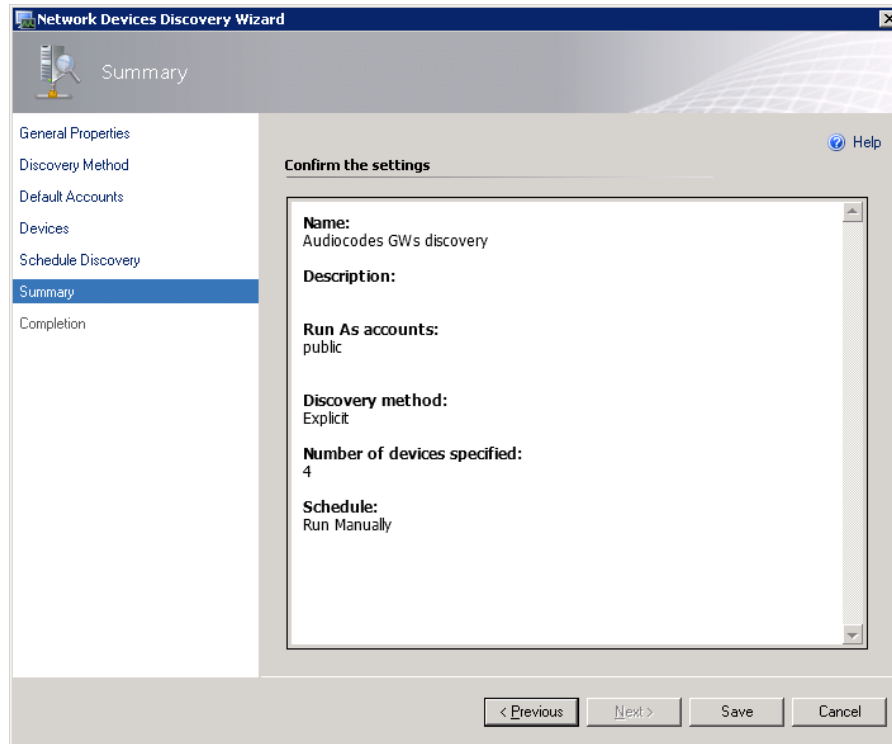 Network Devices Discovery Wizard
Summary
General Properties
Discovery Method
Default Accounts
Devices
Schedule Discovery
Summary
Completion
Help
Confirm the settings
Name:
Audiocodes GWs discovery
Description:
Run As accounts:
public
Discovery method:
Explicit
Number of devices specified:
4
Schedule:
Run Manually
< Previous
Next >
Save
Cancel